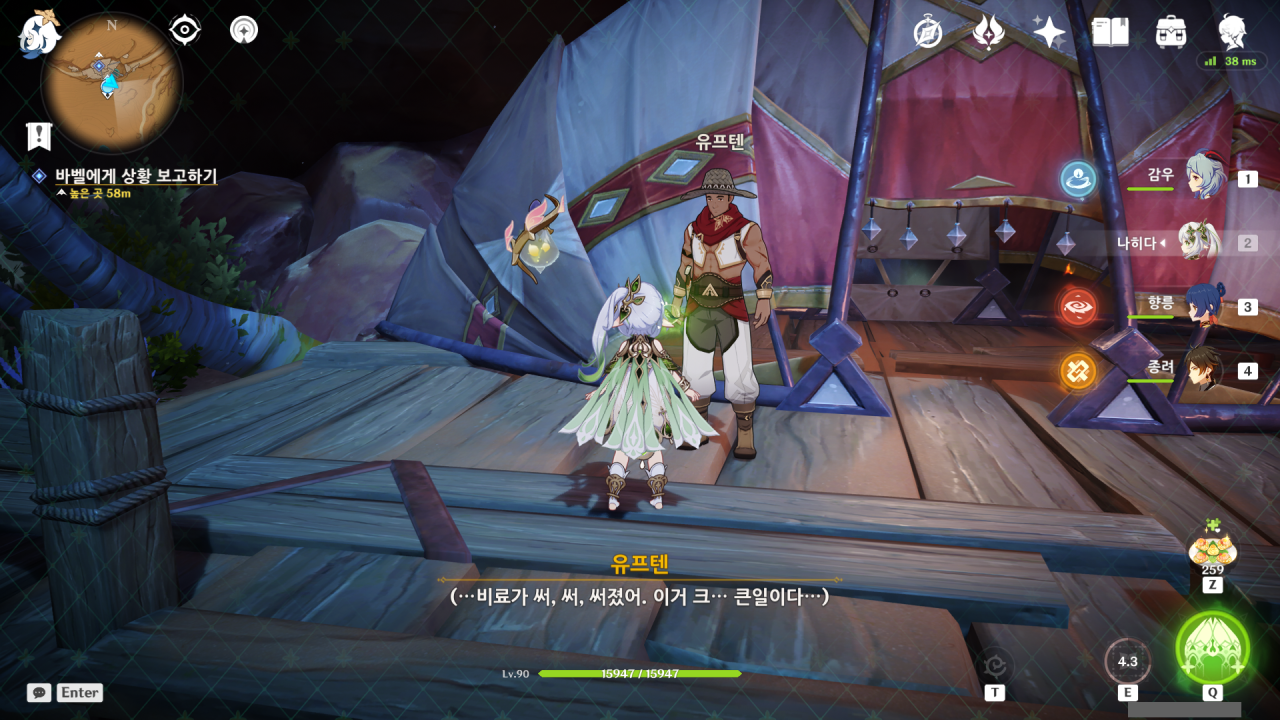 N
38 ms
바벨에게 상황 보고하기
높은 곳 58m
유프텐
감우
1
나히다
2
향릉
3
종려
4
유프텐
(…비료가 써, 써, 써졌어. 이거 크… 큰일이다…)
Lv.90
15947 / 15947
259
Z
4.3
T
E
Q
Enter